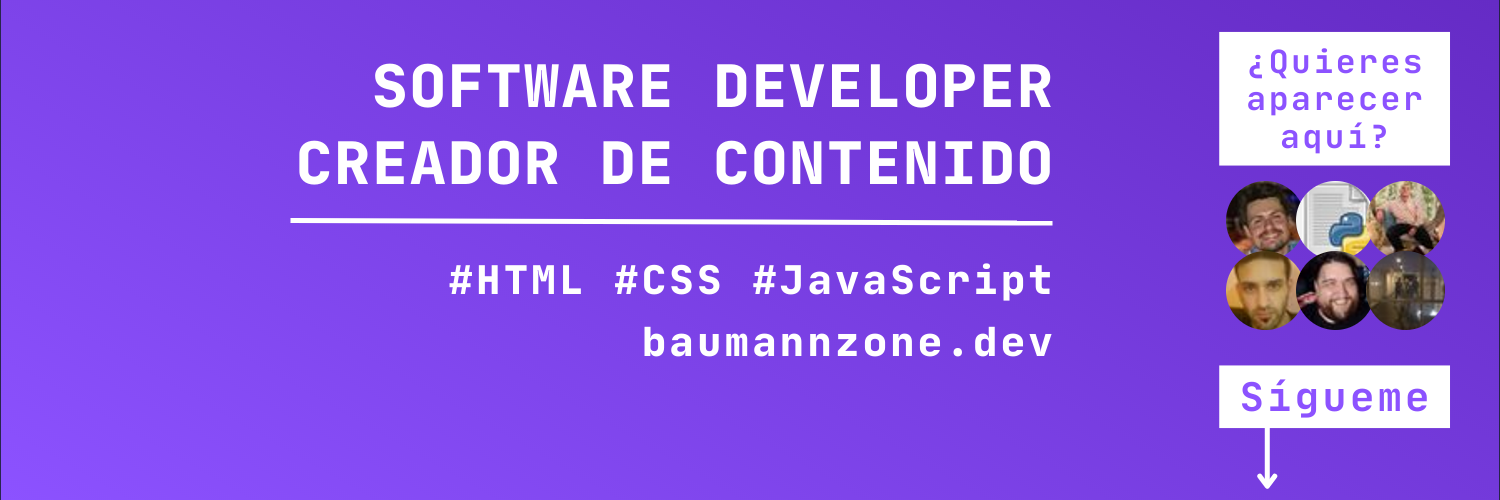 SOFTWARE DEVELOPER
CREADOR DE CONTENIDO
#HTML #CSS #JavaScript
baumannzone.dev
¿Quieres
aparecer
aquí?
Sígueme